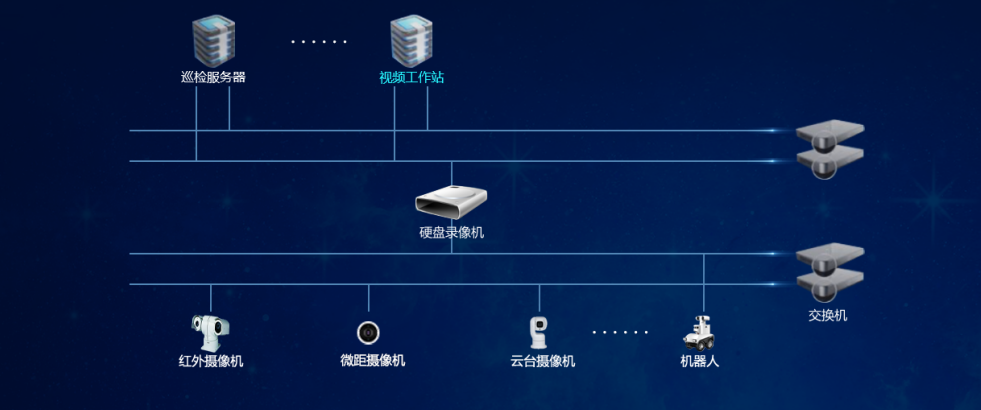 巡检服务器
视频工作站
硬盘录像机
交换机
红外摄像机
微距摄像机
云台摄像机
机器人